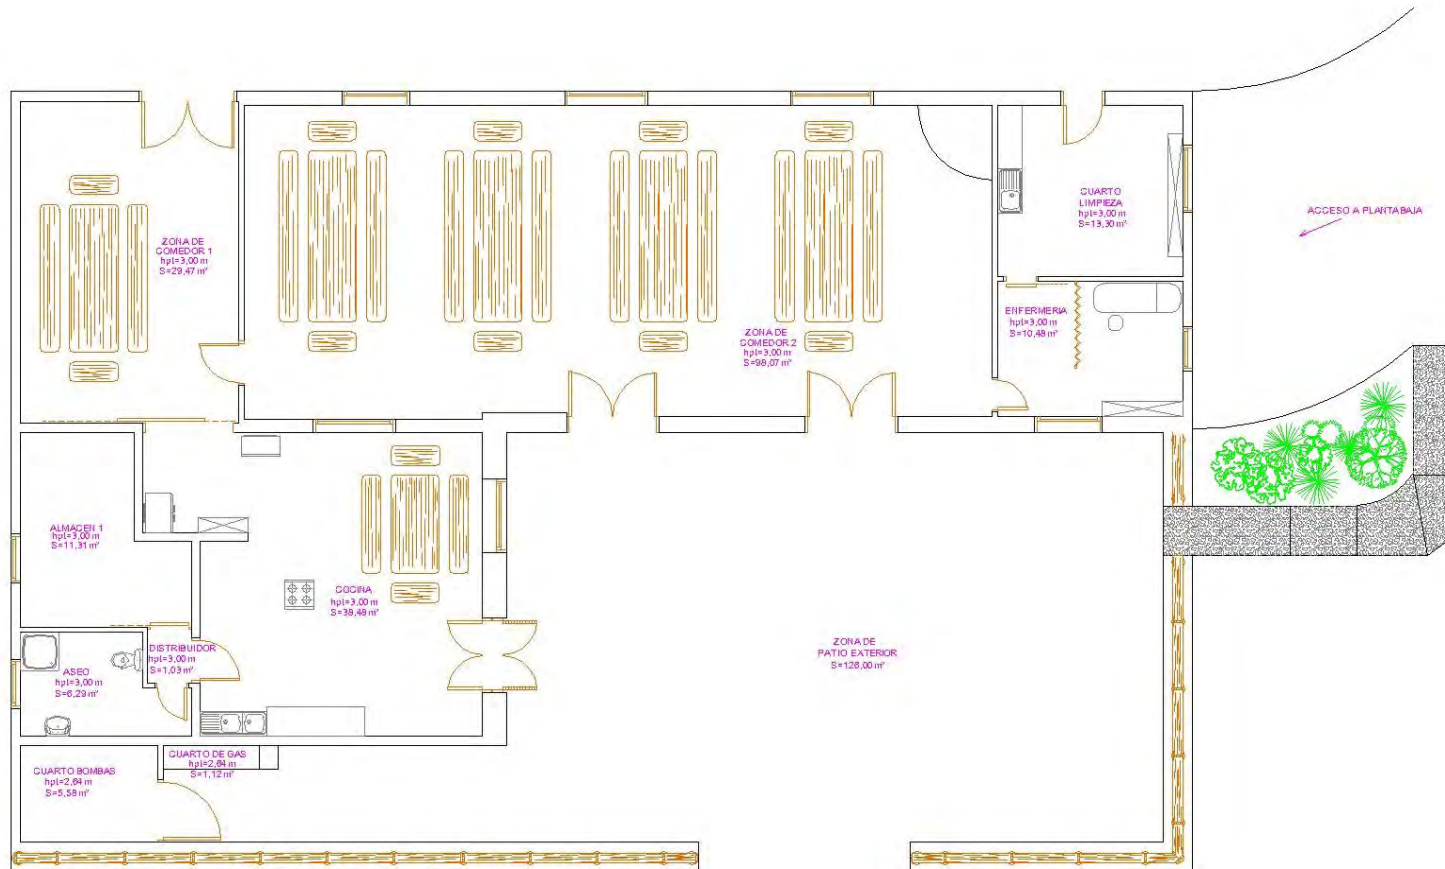 ZONA DE
COMEDOR 1
hpl=3,00 m
S=29,47 m²
ZONA DE
COMEDOR 2
hpl=3,00 m
S=98,07 m²
CUARTO
LIMPIEZA
hpl=3,00 m
S=13,30 m²
ACCESO A PLANTA BAJA
ENFERMERIA
hpl=3,00 m
S=10,48 m²
ALMACEN 1
hpl=3,00 m
S=11,31 m²
COCINA
hpl=3,00 m
S=39,49 m²
DISTRIBUIDOR
hpl=3,00 m
S=1,03 m²
ASEO
hpl=3,00 m
S=6,29 m²
ZONA DE
PATIO EXTERIOR
S=126,00 m²
CUARTO DE GAS
hpl=2,64 m
S=1,12 m²
CUARTO BOMBAS
hpl=2,64 m
S=5,58 m²